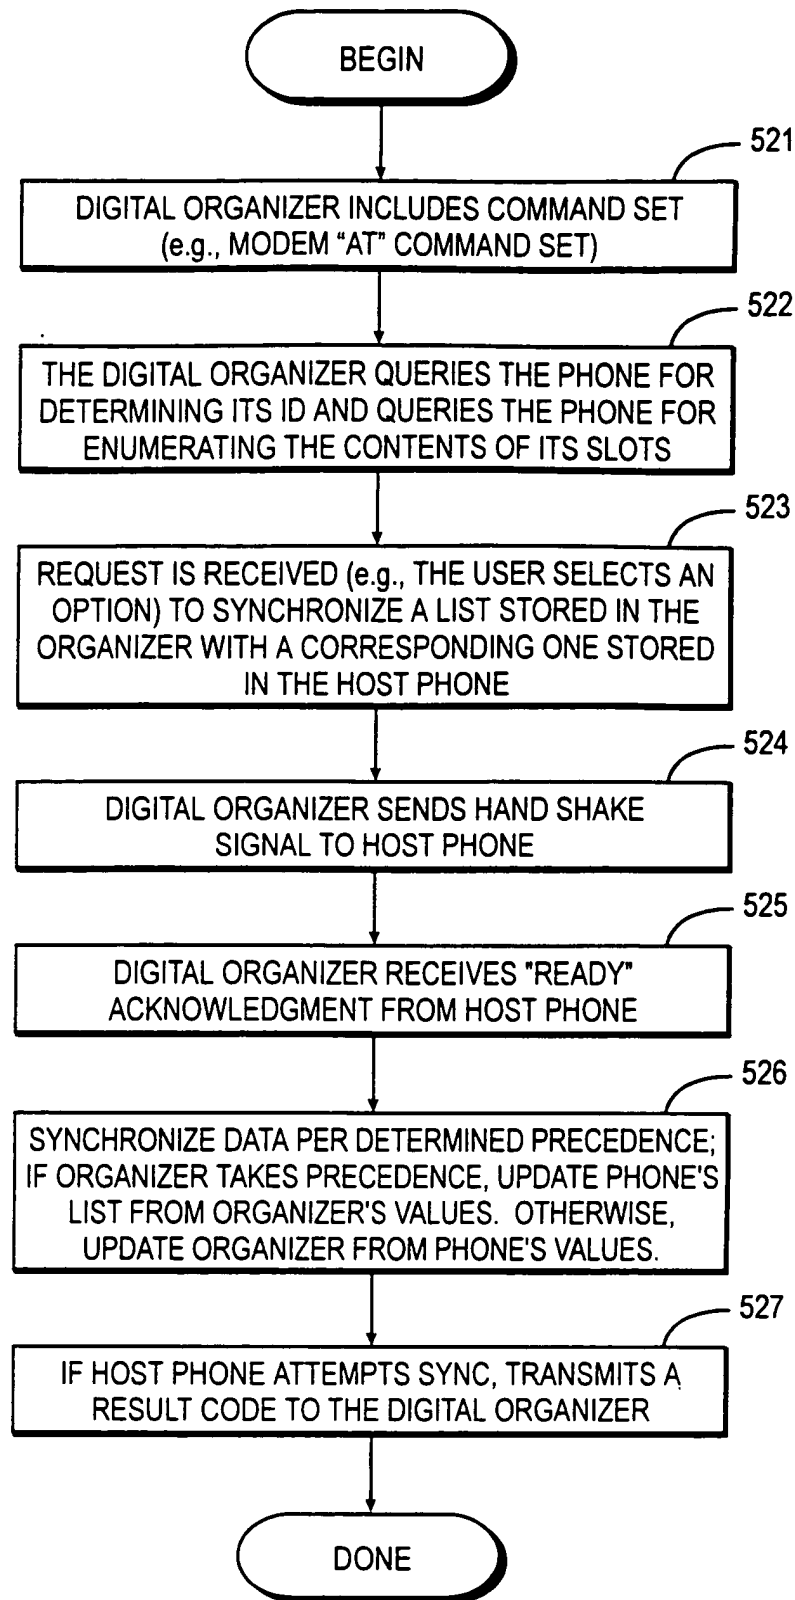 BEGIN
521
DIGITAL ORGANIZER INCLUDES COMMAND SET
(e.g., MODEM “AT” COMMAND SET)
522
THE DIGITAL ORGANIZER QUERIES THE PHONE FOR
DETERMINING ITS ID AND QUERIES THE PHONE FOR
ENUMERATING THE CONTENTS OF ITS SLOTS
523
REQUEST IS RECEIVED (e.g., THE USER SELECTS AN
OPTION) TO SYNCHRONIZE A LIST STORED IN THE
ORGANIZER WITH A CORRESPONDING ONE STORED
IN THE HOST PHONE
524
DIGITAL ORGANIZER SENDS HAND SHAKE
SIGNAL TO HOST PHONE
525
DIGITAL ORGANIZER RECEIVES "READY"
ACKNOWLEDGMENT FROM HOST PHONE
526
SYNCHRONIZE DATA PER DETERMINED PRECEDENCE;
IF ORGANIZER TAKES PRECEDENCE, UPDATE PHONE'S
LIST FROM ORGANIZER'S VALUES. OTHERWISE,
UPDATE ORGANIZER FROM PHONE'S VALUES.
527
IF HOST PHONE ATTEMPTS SYNC, TRANSMITS A
RESULT CODE TO THE DIGITAL ORGANIZER
DONE